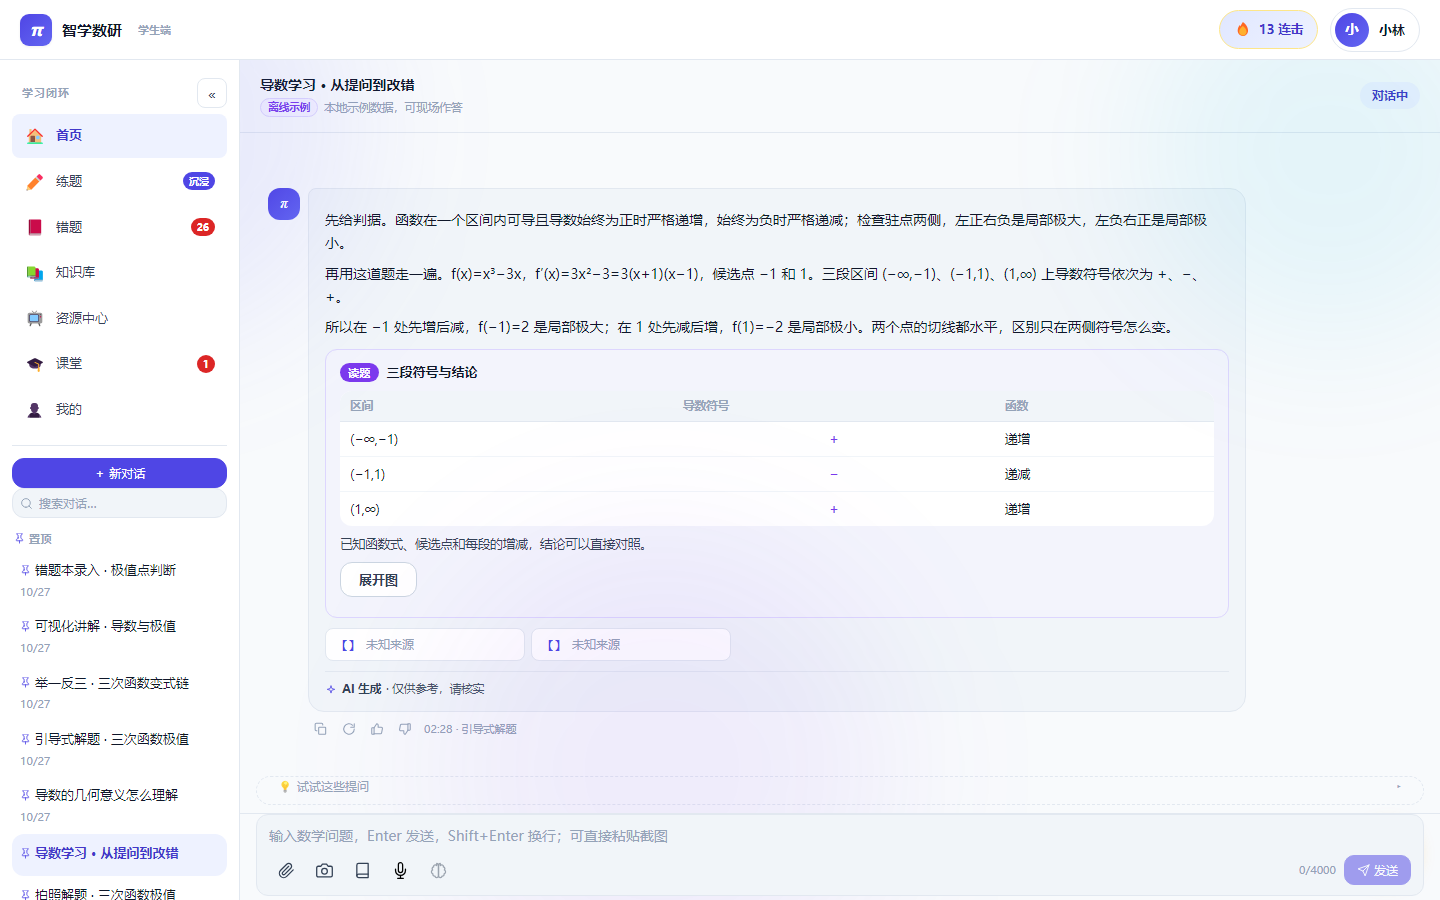 π 智学数研 学生端
13 连击
小 小林
学习闭环 «
首页
练题 沉浸
错题 26
知识库
资源中心
课堂 1
我的
+ 新对话
搜索对话...
置顶
错题本录入 · 极值点判断
10/27
可视化讲解 · 导数与极值
10/27
举一反三 · 三次函数变式链
10/27
引导式解题 · 三次函数极值
10/27
导数的几何意义怎么理解
10/27
导数学习 • 从提问到改错
拍照解题 · 三次函数极值
导数学习 • 从提问到改错
离线示例 本地示例数据，可现场作答
对话中
π
先给判据。函数在一个区间内可导且导数始终为正时严格递增，始终为负时严格递减；检查驻点两侧，左正右负是局部极大，左负右正是局部极
小。
再用这道题走一遍。f(x)=x³−3x，f′(x)=3x²−3=3(x+1)(x−1)，候选点 −1 和 1。三段区间 (−∞,−1)、(−1,1)、(1,∞) 上导数符号依次为 +、−、
+。
所以在 −1 处先增后减，f(−1)=2 是局部极大；在 1 处先减后增，f(1)=−2 是局部极小。两个点的切线都水平，区别只在两侧符号怎么变。
读题 三段符号与结论
区间 导数符号 函数
(−∞,−1) + 递增
(−1,1) − 递减
(1,∞) + 递增
已知函数式、候选点和每段的增减，结论可以直接对照。
展开图
【】 未知来源 【】 未知来源
AI 生成 · 仅供参考，请核实
02:28 · 引导式解题
试试这些提问
输入数学问题，Enter 发送，Shift+Enter 换行；可直接粘贴截图
0/4000 发送